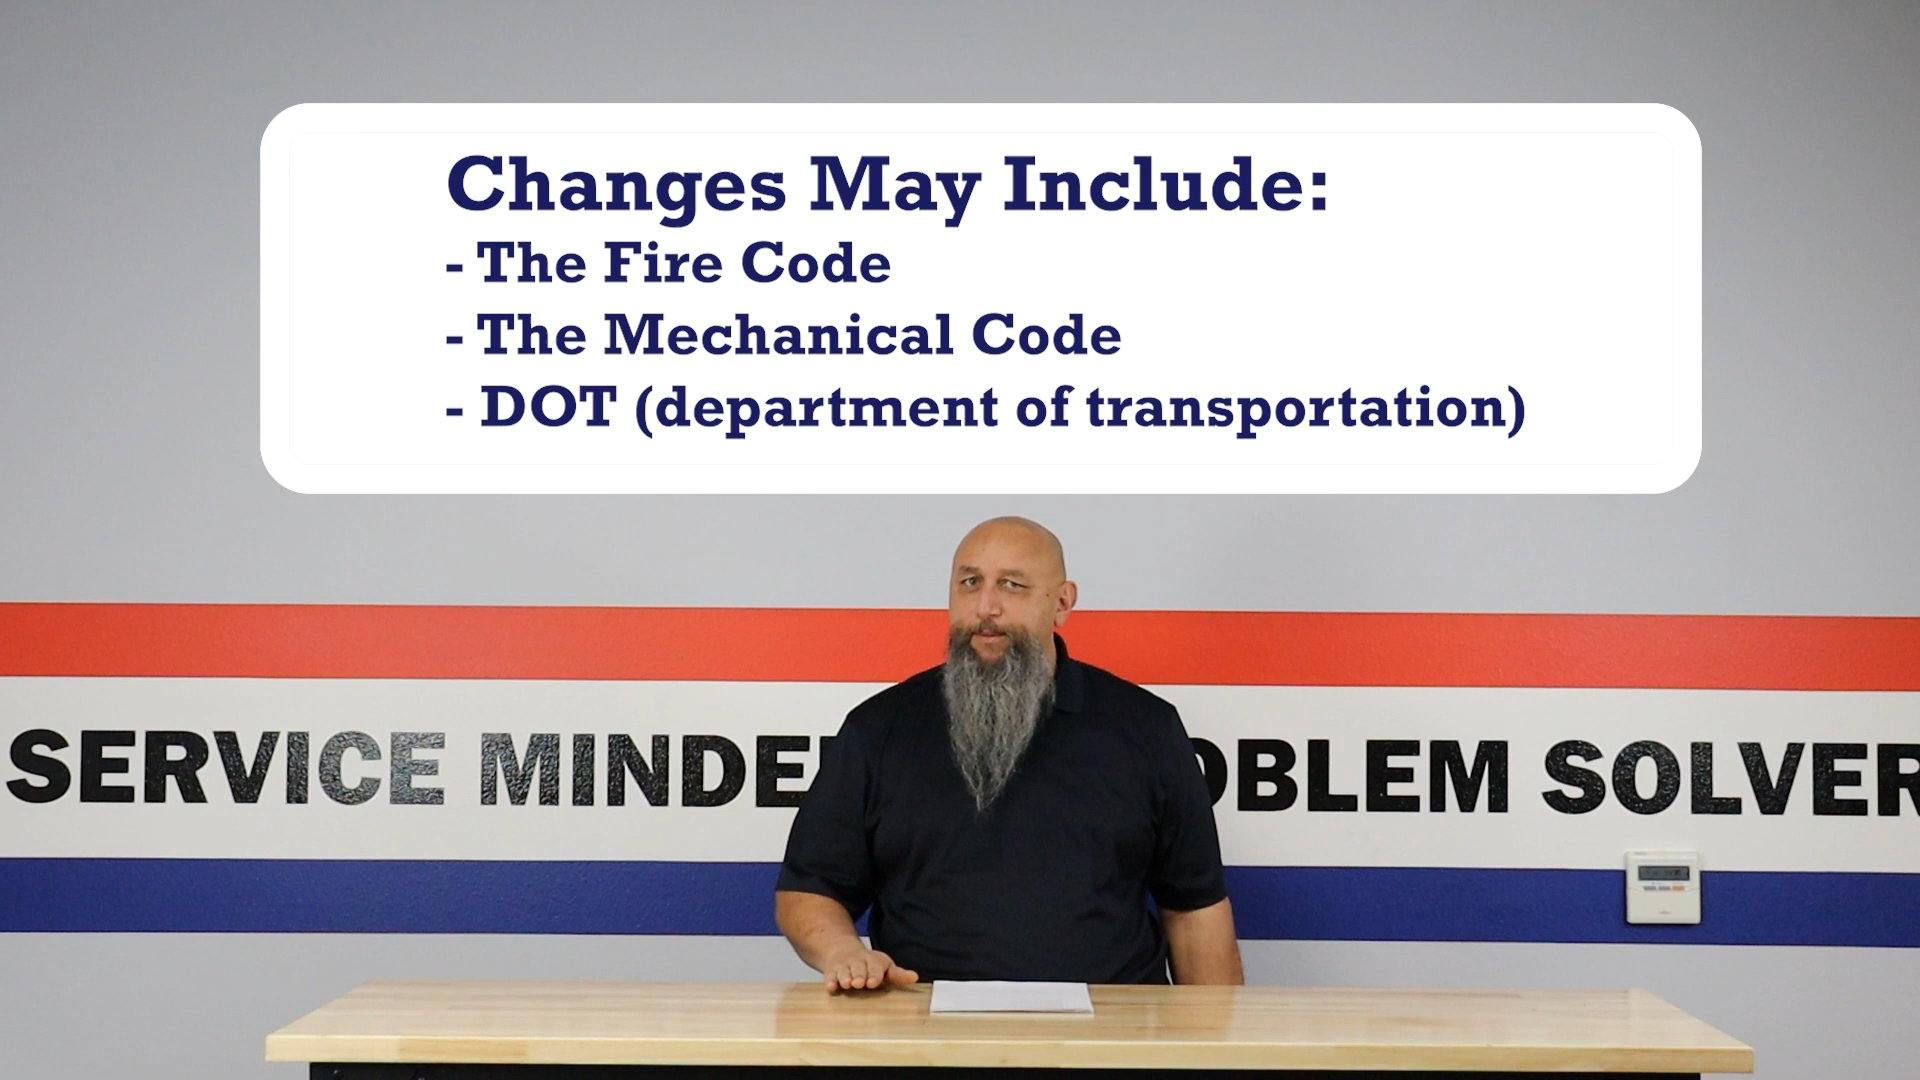 Changes May Include:
- The Fire Code
- The Mechanical Code
- DOT (department of transportation)
SERVICE MINDE OBLEM SOLVER